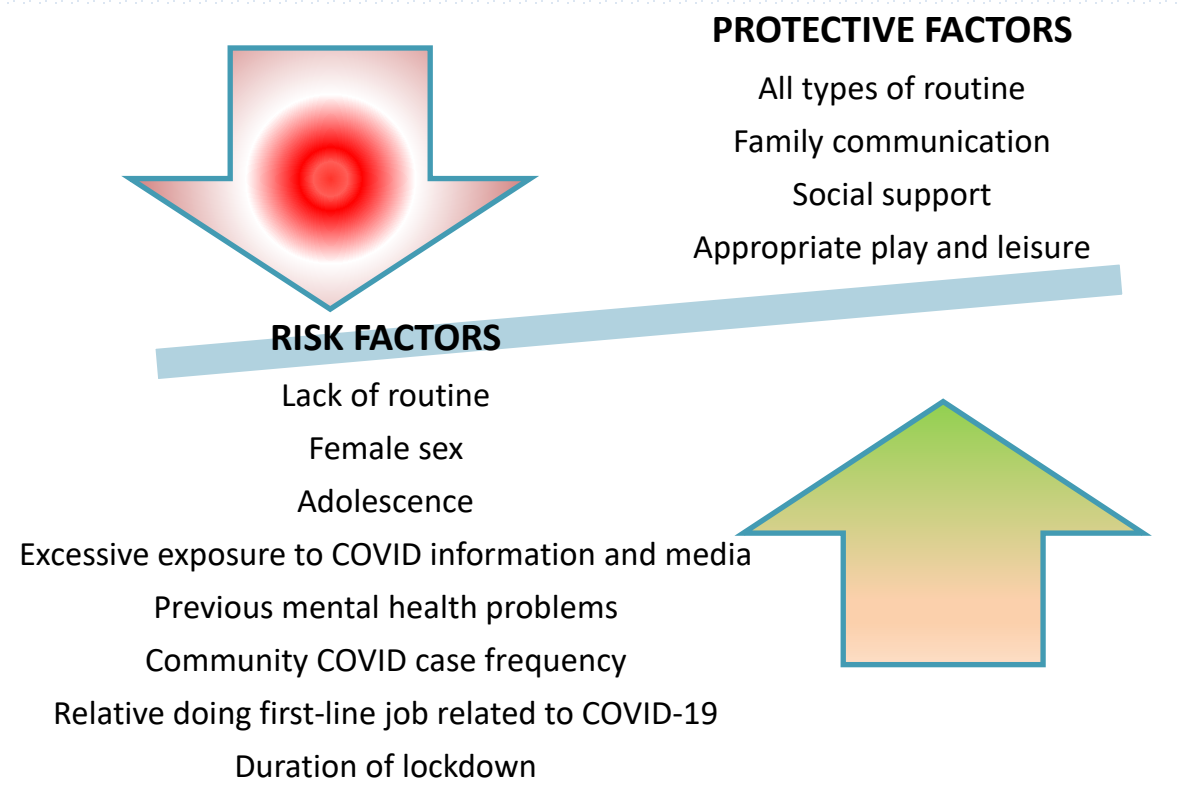 PROTECTIVE FACTORS
All types of routine
Family communication
Social support
Appropriate play and leisure
RISK FACTORS
Lack of routine
Female sex
Adolescence
Excessive exposure to COVID information and media
Previous mental health problems
Community COVID case frequency
Relative doing first-line job related to COVID-19
Duration of lockdown